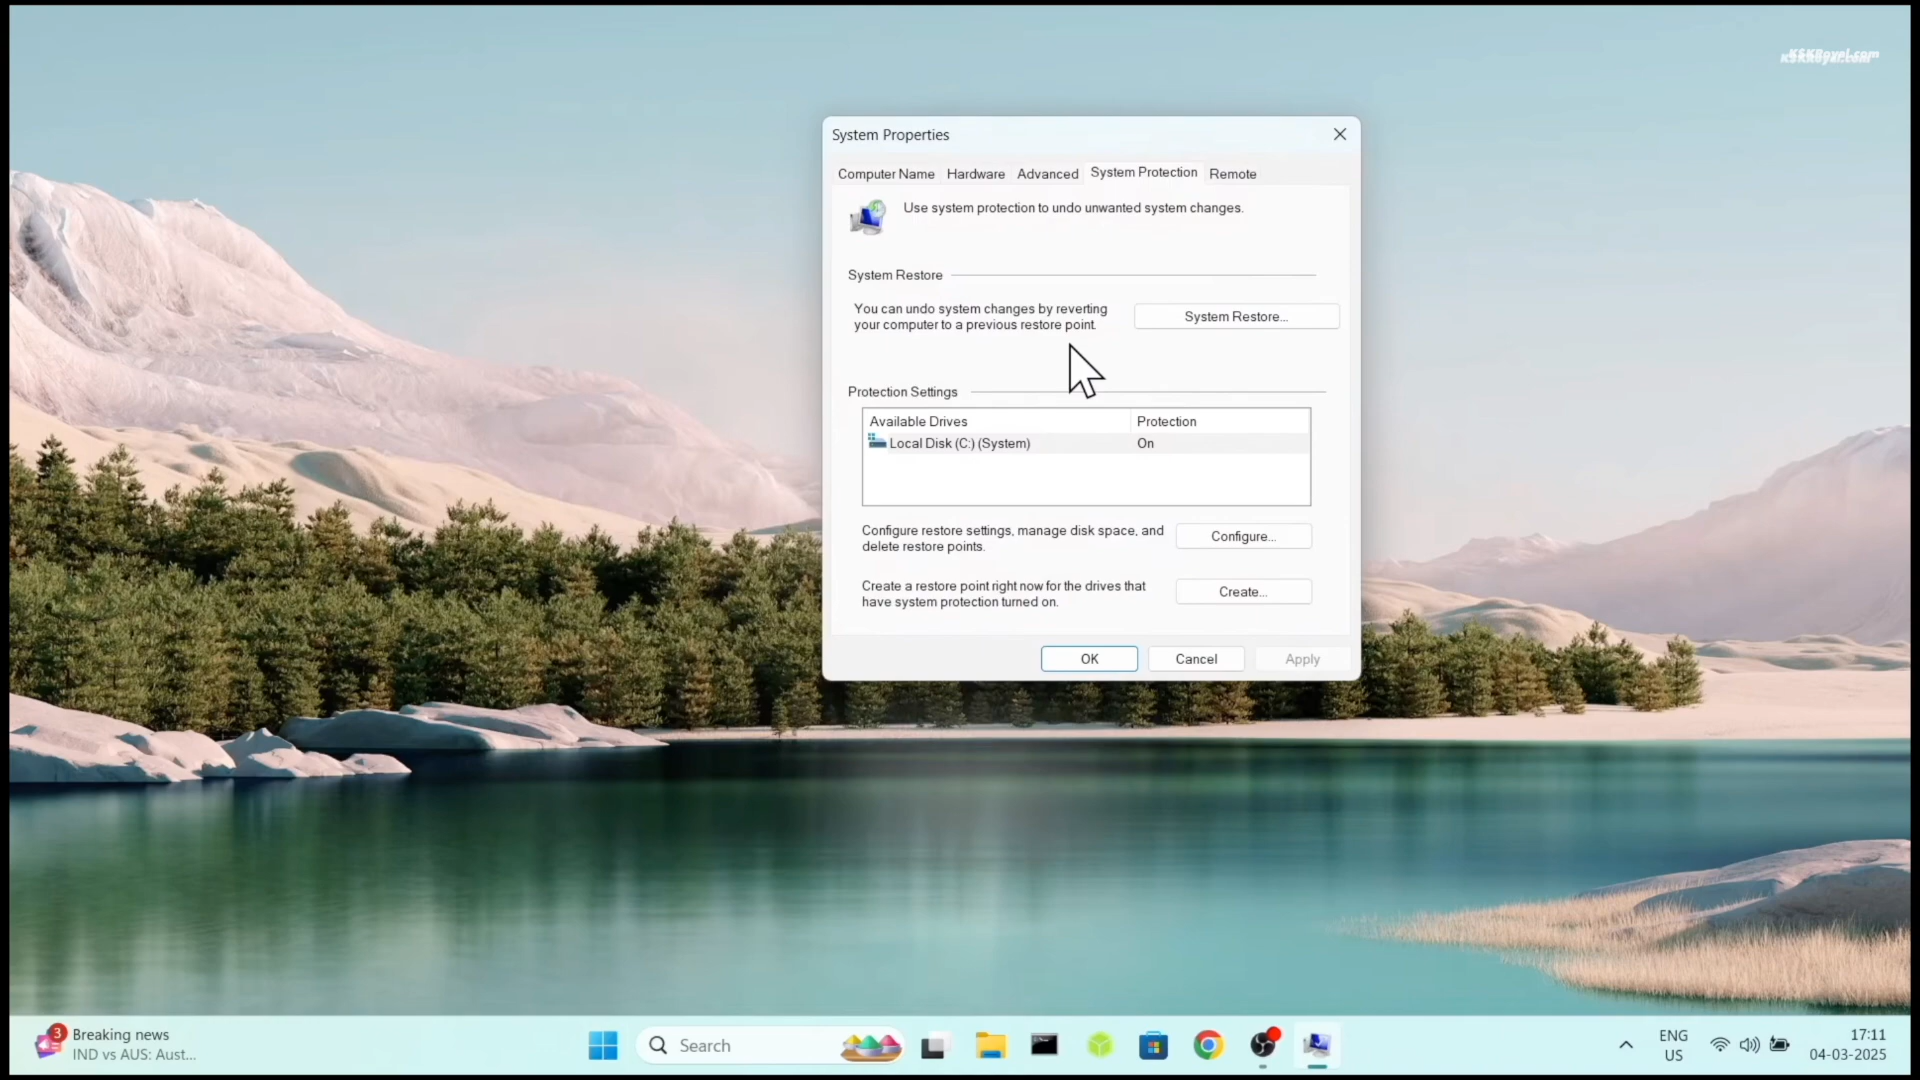 KSKRoyal.com
System Properties
Computer Name Hardware Advanced System Protection Remote
Use system protection to undo unwanted system changes.
System Restore
You can undo system changes by reverting
your computer to a previous restore point.
System Restore...
Protection Settings
Available Drives Protection
Local Disk (C:) (System) On
Configure restore settings, manage disk space, and
delete restore points.
Configure...
Create a restore point right now for the drives that
have system protection turned on.
Create...
OK Cancel Apply
3
Breaking news
IND vs AUS: Aust...
Search
ENG
US
17:11
04-03-2025